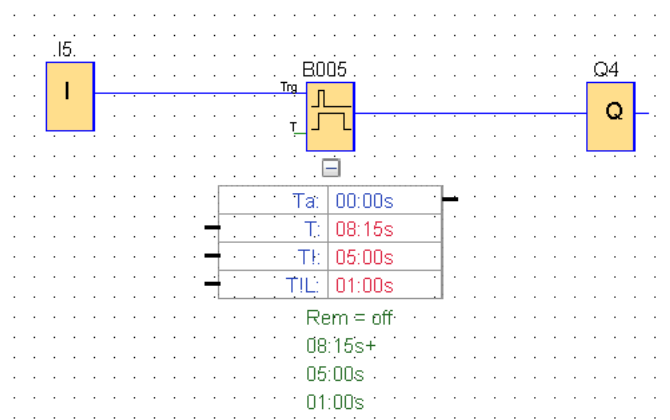 I5
B005
Q4
I
Trg
Q
T
Ta: 00:00s
T: 08:15s
T!: 05:00s
T!L: 01:00s
Rem = off
08:15s+
05:00s
01:00s